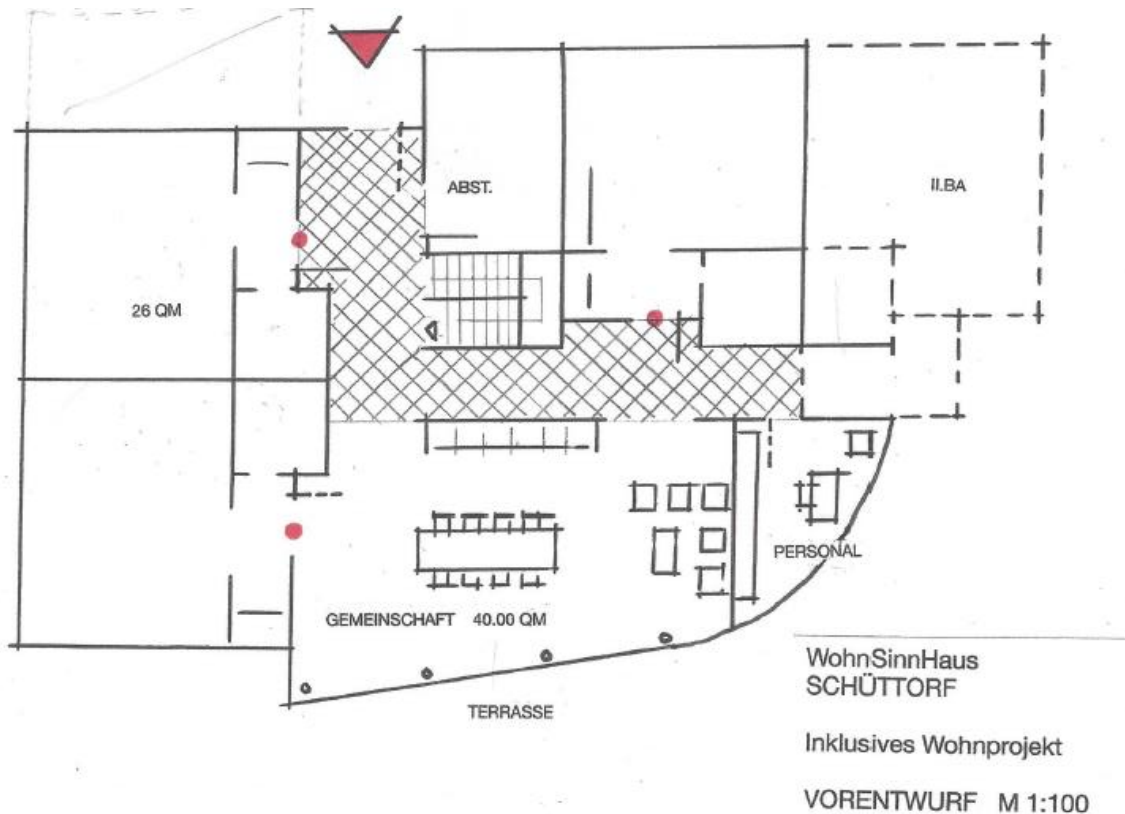 ABST.
II.BA
26 QM
PERSONAL
GEMEINSCHAFT 40.00 QM
TERRASSE
WohnSinnHaus
SCHÜTTORF
Inklusives Wohnprojekt
VORENTWURF M 1:100